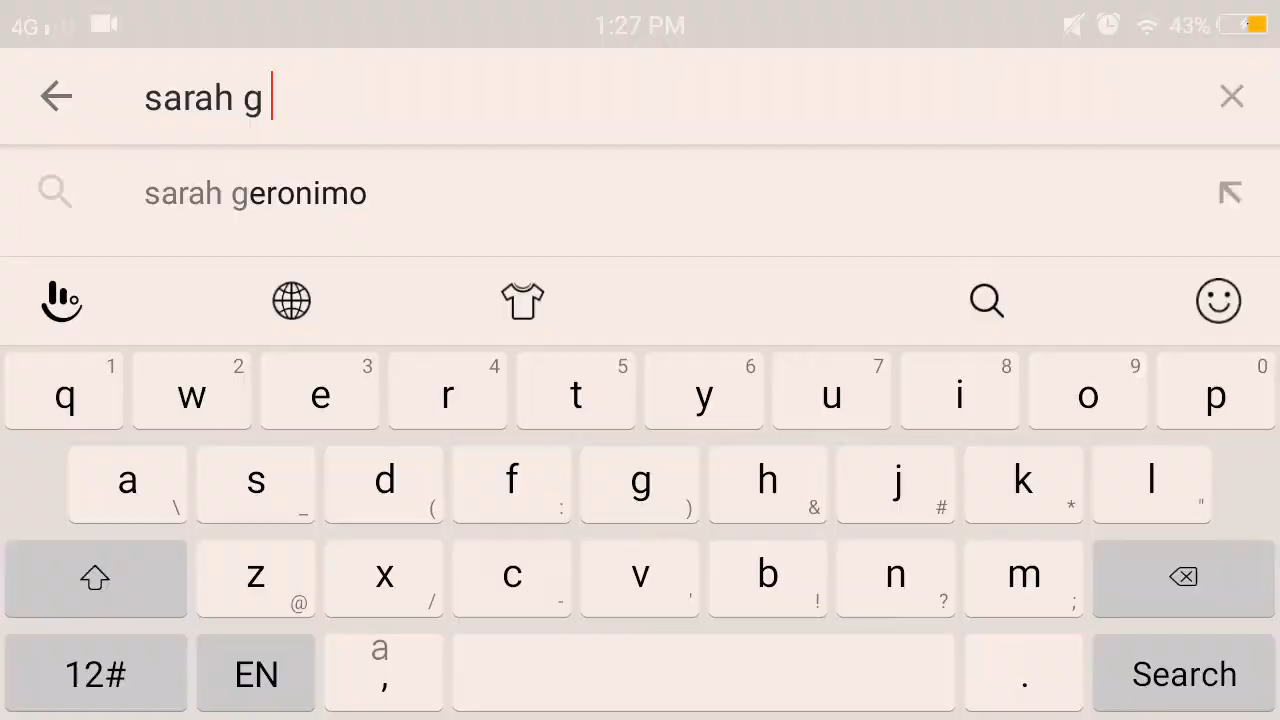 4G 1:27 PM 43%
sarah g
sarah geronimo
1 2 3 4 5 6 7 8 9 0
q w e r t y u i o p
a s d f g h j k l
\ _ ( : ) & # * "
z x c v b n m
@ / - ' ! ? ;
12# EN a , . Search